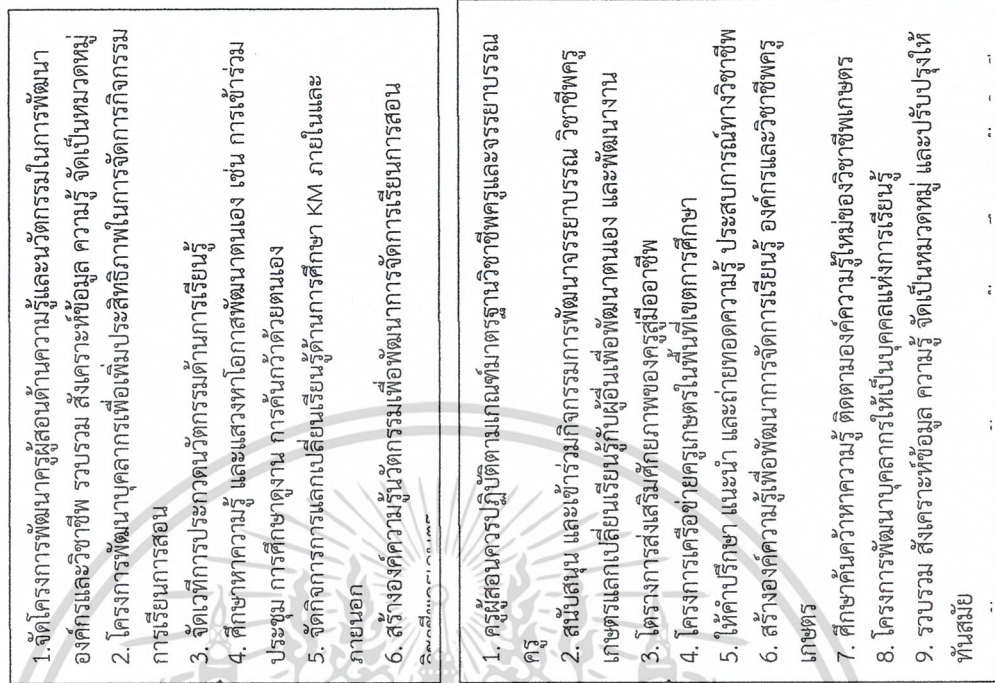 1. จัดโครงการพัฒนาครูผู้สอนด้านความรู้และนวัตกรรมในการพัฒนา
องค์กรและวิชาชีพ รวบรวม สังเคราะห์ข้อมูล ความรู้ จัดเป็นหมวดหมู่
2. โครงการพัฒนาบุคลากรเพื่อเพิ่มประสิทธิภาพในการจัดการกิจกรรม
การเรียนการสอน
3. จัดเวทีการประกวดนวัตกรรมด้านการเรียนรู้
4. ศึกษาหาความรู้ และแสวงหาโอกาสพัฒนาตนเอง เช่น การเข้าร่วม
ประชุม การศึกษาดูงาน การค้นกว้าด้วยตนเอง
5. จัดกิจการการแลกเปลี่ยนเรียนรู้ด้านการศึกษา KM ภายในและ
ภายนอก
6. สร้างองค์ความรู้นวัตกรรมเพื่อพัฒนาการจัดการเรียนการสอน
1. ครูผู้สอนควรปฏิบัติตามเกณฑ์มาตรฐานวิชาชีพครูและจรรยาบรรณ
ครู
2. สนับสนุน และเข้าร่วมกิจกรรมการพัฒนาจรรยาบรรณ วิชาชีพครู
เกษตรแลกเปลี่ยนเรียนรู้กับผู้อื่นเพื่อพัฒนาตนเอง และพัฒนางาน
3. โตรางการส่งเสริมศักยภาพของครูสู่มืออาชีพ
4. โครงการเครือข่ายครูเกษตรในพื้นที่เขตการศึกษา
5. ให้คำปรึกษา แนะนำ และถ่ายทอดความรู้ ประสบการณ์ทางวิชาชีพ
6. สร้างองค์ความรู้เพื่อพัฒนาการจัดการเรียนรู้ องค์กรและวิชาชีพครู
เกษตร
7. ศึกษาค้นคว้าหาความรู้ ติดตามองค์ความรู้ใหม่ของวิชาชีพเกษตร
8. โครงการพัฒนาบุคลากรให้เป็นบุคคลแห่งการเรียนรู้
9. รวบรวม สังเคราะห์ข้อมูล ความรู้ จัดเป็นหมวดหมู่ และปรับปรุงให้
ทันสมัย